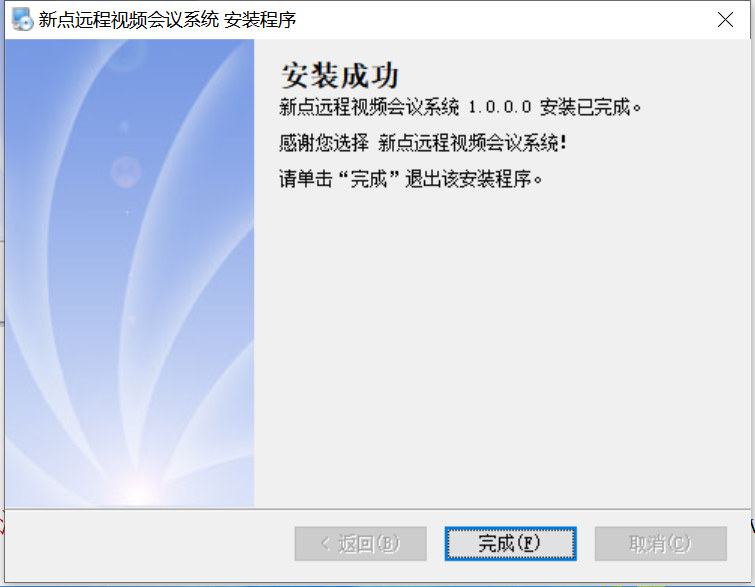 新点远程视频会议系统 安装程序
安装成功
新点远程视频会议系统 1.0.0.0 安装已完成。
感谢您选择 新点远程视频会议系统!
请单击“完成”退出该安装程序。
< 返回(B)
完成(F)
取消(C)